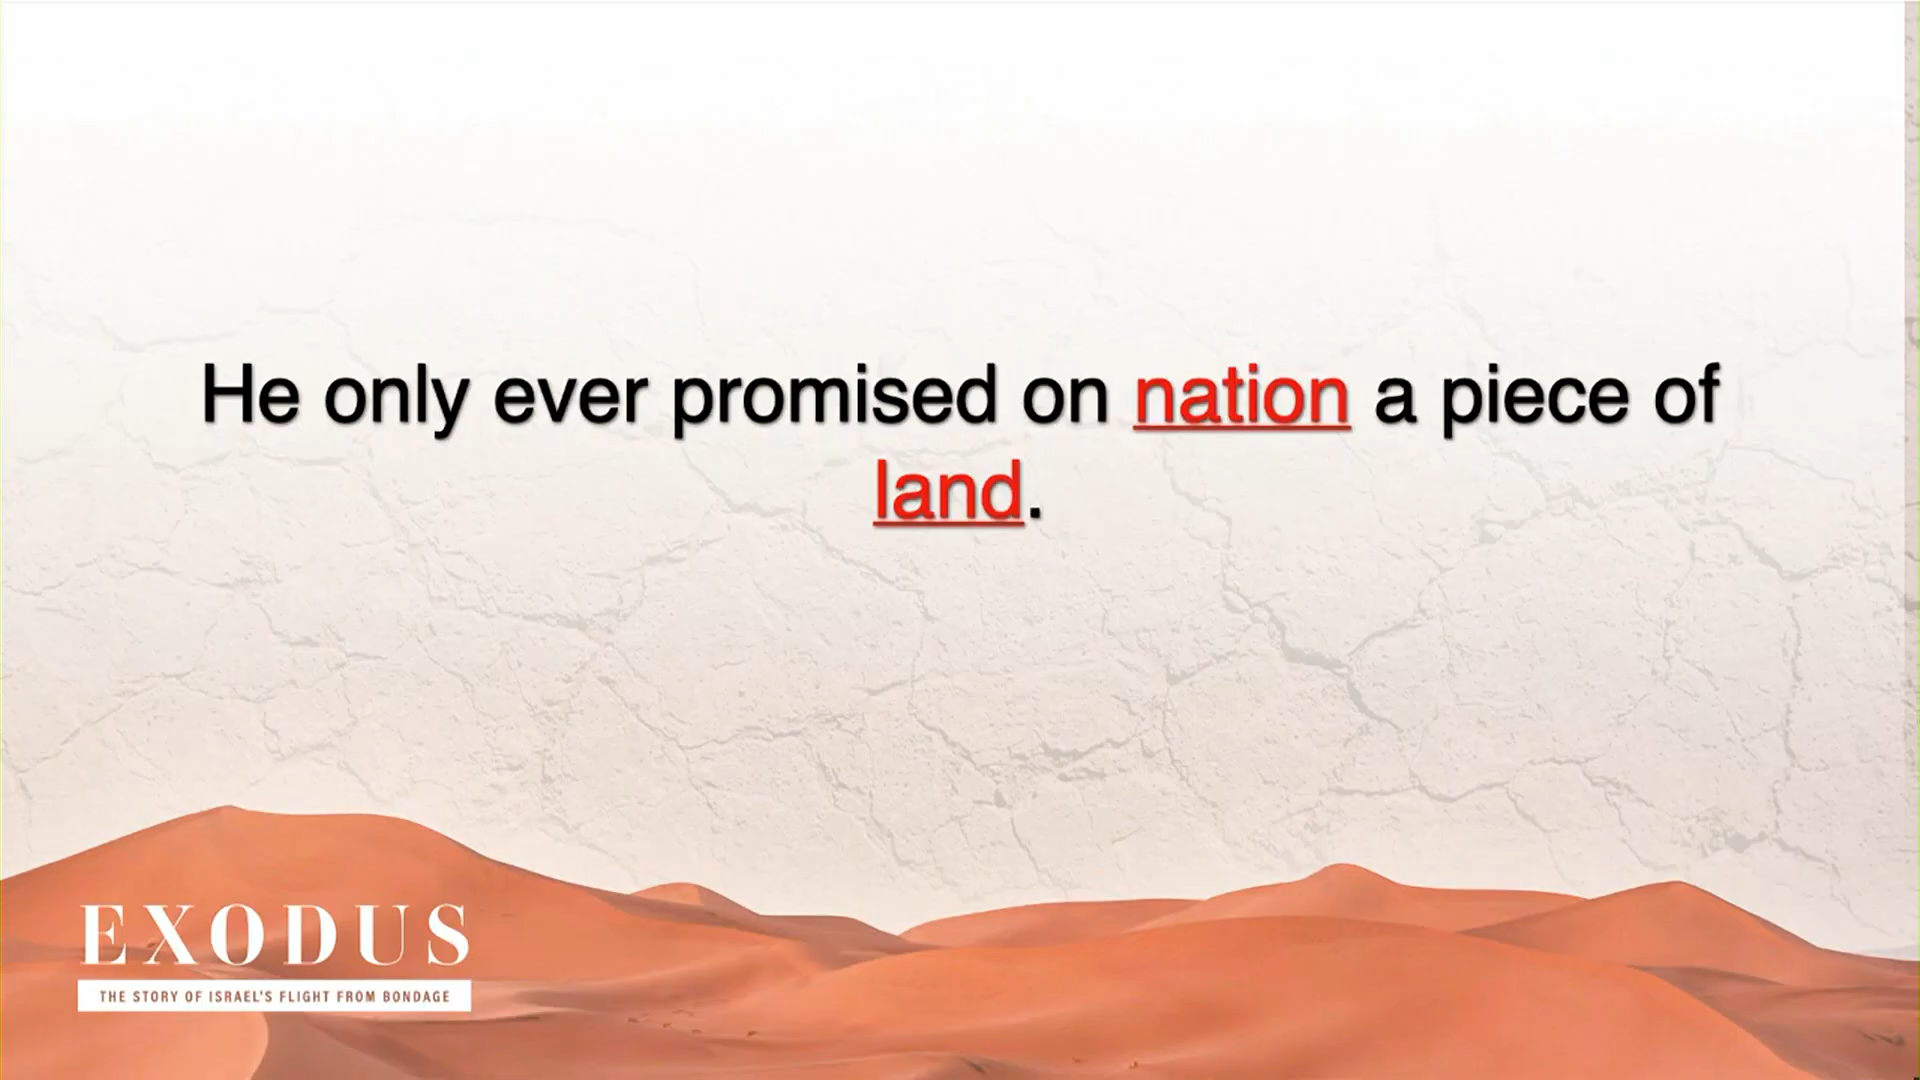 He only ever promised on nation a piece of
land.
EXODUS
THE STORY OF ISRAEL'S FLIGHT FROM BONDAGE